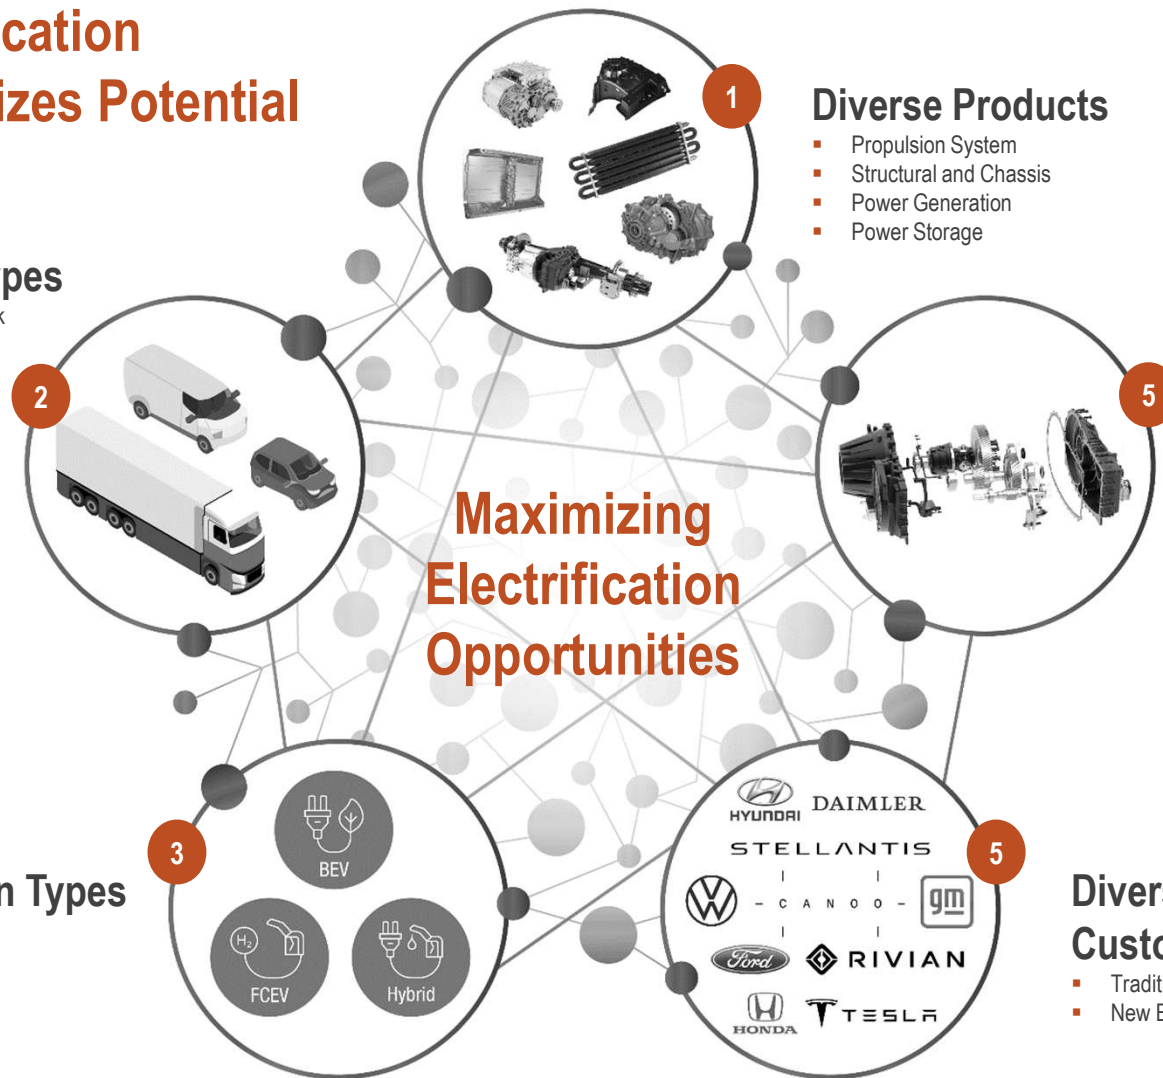 cation
izes Potential
1
Diverse Products
▪ Propulsion System
▪ Structural and Chassis
▪ Power Generation
▪ Power Storage
pes
k
2
5
Maximizing
Electrification
Opportunities
3
n Types
BEV
H₂
FCEV
Hybrid
5
HYUNDAI
DAIMLER
STELLANTIS
VW
CANOO
gm
Ford
RIVIAN
HONDA
TESLA
Divers
Custo
▪ Tradit
▪ New E